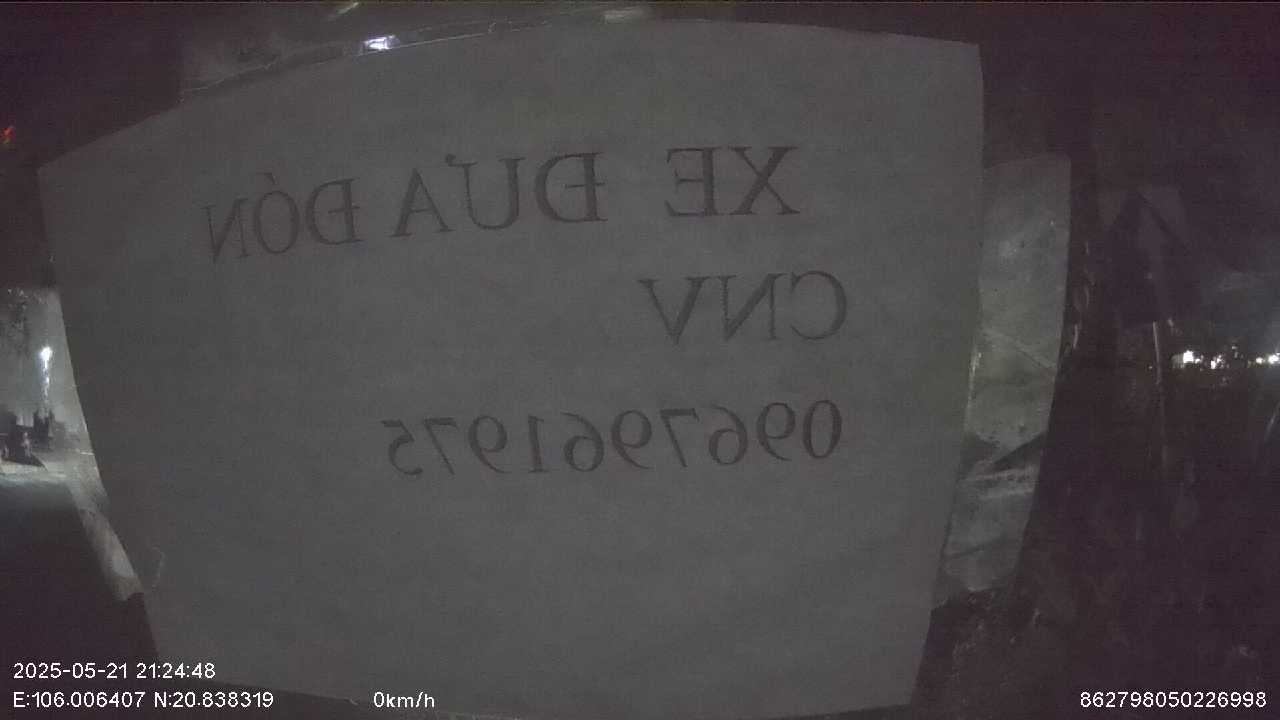 XE ĐƯA ĐÓN
CNV
0967961975
2025-05-21 21:24:48
E:106.006407 N:20.838319 0km/h 862798050226998